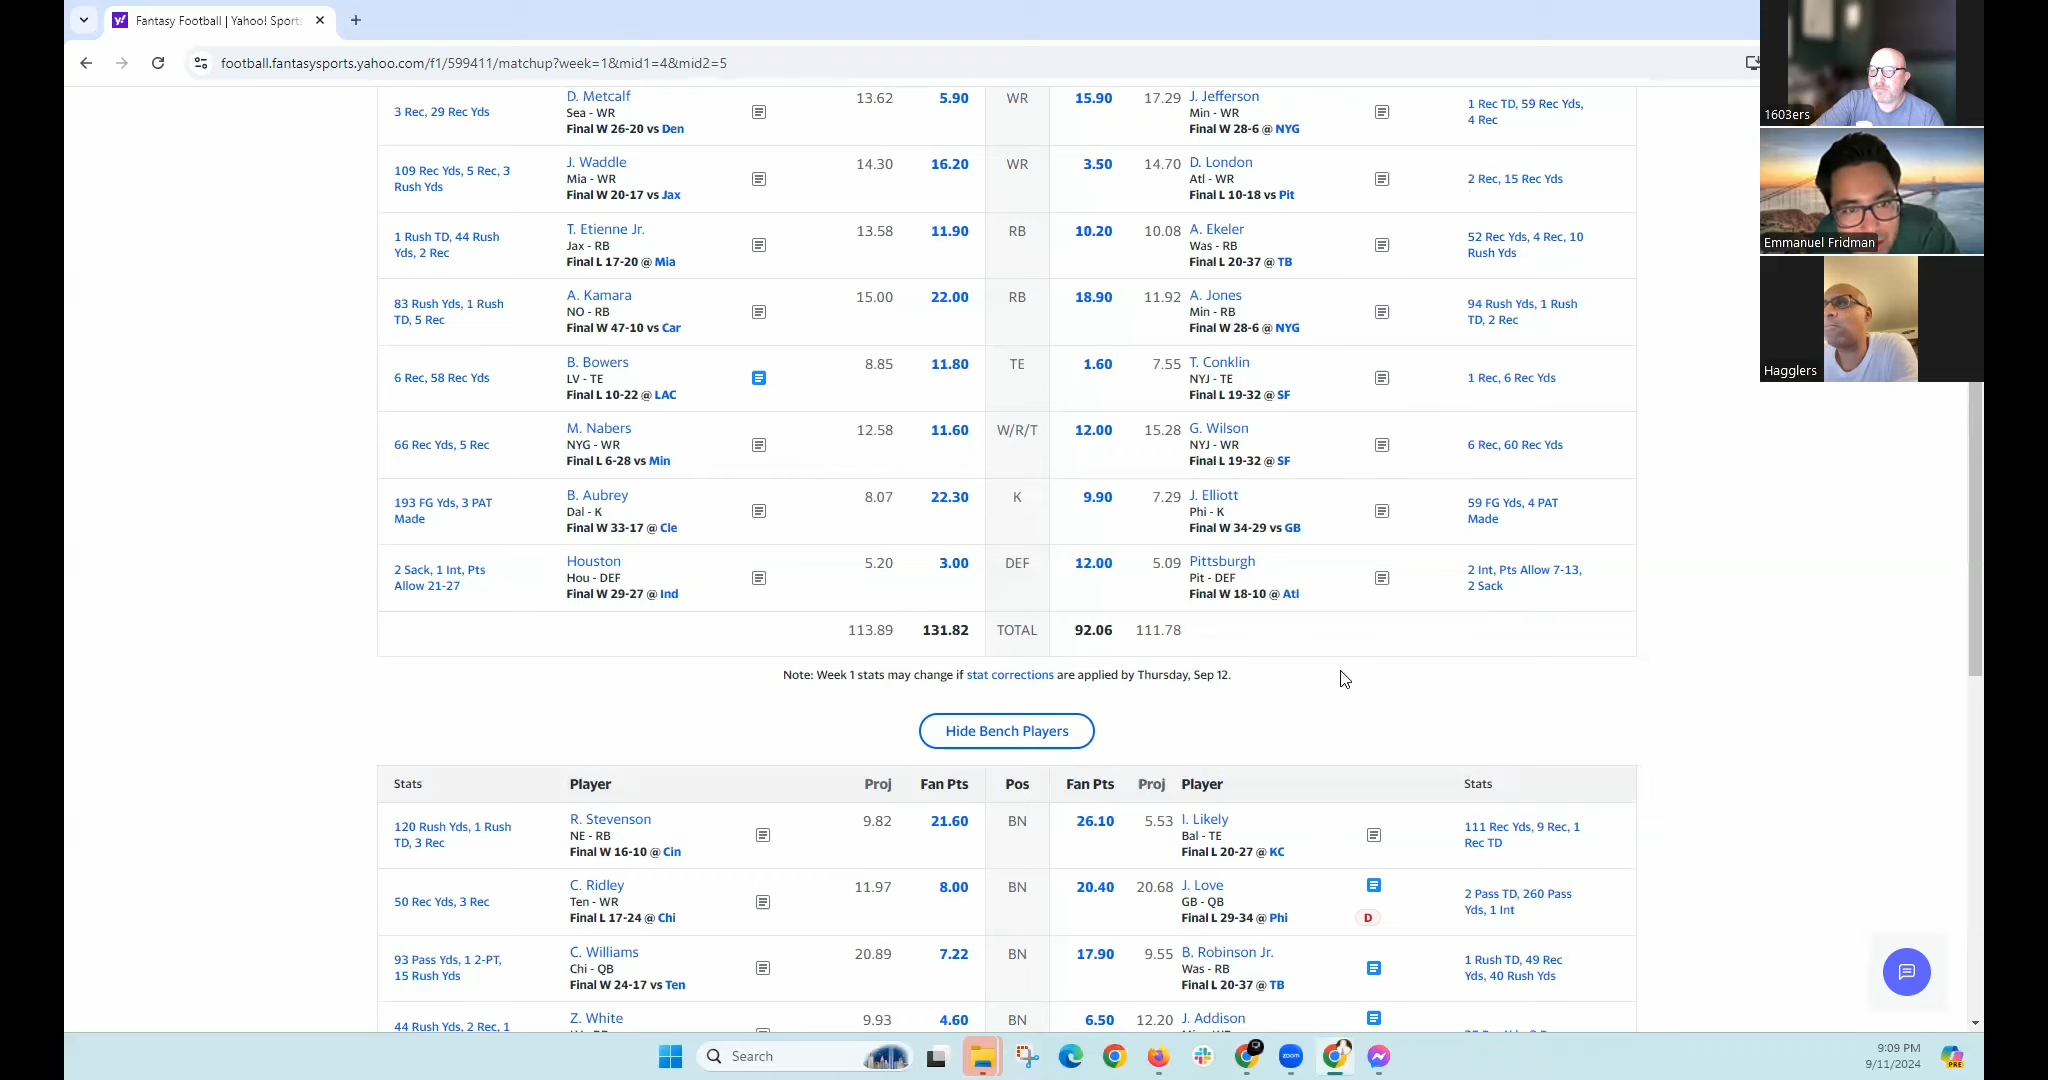 Fantasy Football | Yahoo! Sports
football.fantasysports.yahoo.com/f1/599411/matchup?week=1&mid1=4&mid2=5
3 Rec, 29 Rec Yds
D. Metcalf
Sea - WR
Final W 26-20 vs Den
13.62 5.90 WR 15.90 17.29
J. Jefferson
Min - WR
Final W 28-6 @ NYG
1 Rec TD, 59 Rec Yds,
4 Rec
109 Rec Yds, 5 Rec, 3
Rush Yds
J. Waddle
Mia - WR
Final W 20-17 vs Jax
14.30 16.20 WR 3.50 14.70
D. London
Atl - WR
Final L 10-18 vs Pit
2 Rec, 15 Rec Yds
1 Rush TD, 44 Rush
Yds, 2 Rec
T. Etienne Jr.
Jax - RB
Final L 17-20 @ Mia
13.58 11.90 RB 10.20 10.08
A. Ekeler
Was - RB
Final L 20-37 @ TB
52 Rec Yds, 4 Rec, 10
Rush Yds
83 Rush Yds, 1 Rush
TD, 5 Rec
A. Kamara
NO - RB
Final W 47-10 vs Car
15.00 22.00 RB 18.90 11.92
A. Jones
Min - RB
Final W 28-6 @ NYG
94 Rush Yds, 1 Rush
TD, 2 Rec
6 Rec, 58 Rec Yds
B. Bowers
LV - TE
Final L 10-22 @ LAC
8.85 11.80 TE 1.60 7.55
T. Conklin
NYJ - TE
Final L 19-32 @ SF
1 Rec, 6 Rec Yds
66 Rec Yds, 5 Rec
M. Nabers
NYG - WR
Final L 6-28 vs Min
12.58 11.60 W/R/T 12.00 15.28
G. Wilson
NYJ - WR
Final L 19-32 @ SF
6 Rec, 60 Rec Yds
193 FG Yds, 3 PAT
Made
B. Aubrey
Dal - K
Final W 33-17 @ Cle
8.07 22.30 K 9.90 7.29
J. Elliott
Phi - K
Final W 34-29 vs GB
59 FG Yds, 4 PAT
Made
2 Sack, 1 Int, Pts
Allow 21-27
Houston
Hou - DEF
Final W 29-27 @ Ind
5.20 3.00 DEF 12.00 5.09
Pittsburgh
Pit - DEF
Final W 18-10 @ Atl
2 Int, Pts Allow 7-13,
2 Sack
113.89 131.82 TOTAL 92.06 111.78
Note: Week 1 stats may change if stat corrections are applied by Thursday, Sep 12.
Hide Bench Players
Stats Player Proj Fan Pts Pos Fan Pts Proj Player Stats
120 Rush Yds, 1 Rush
TD, 3 Rec
R. Stevenson
NE - RB
Final W 16-10 @ Cin
9.82 21.60 BN 26.10 5.53
I. Likely
Bal - TE
Final L 20-27 @ KC
111 Rec Yds, 9 Rec, 1
Rec TD
50 Rec Yds, 3 Rec
C. Ridley
Ten - WR
Final L 17-24 @ Chi
11.97 8.00 BN 20.40 20.68
J. Love
GB - QB
Final L 29-34 @ Phi
D
2 Pass TD, 260 Pass
Yds, 1 Int
93 Pass Yds, 1 2-PT,
15 Rush Yds
C. Williams
Chi - QB
Final W 24-17 vs Ten
20.89 7.22 BN 17.90 9.55
B. Robinson Jr.
Was - RB
Final L 20-37 @ TB
1 Rush TD, 49 Rec
Yds, 40 Rush Yds
44 Rush Yds, 2 Rec, 1
Z. White
9.93 4.60 BN 6.50 12.20
J. Addison
1603ers
Emmanuel Fridman
Hagglers
Search
zoom
9:09 PM
9/11/2024
PRE